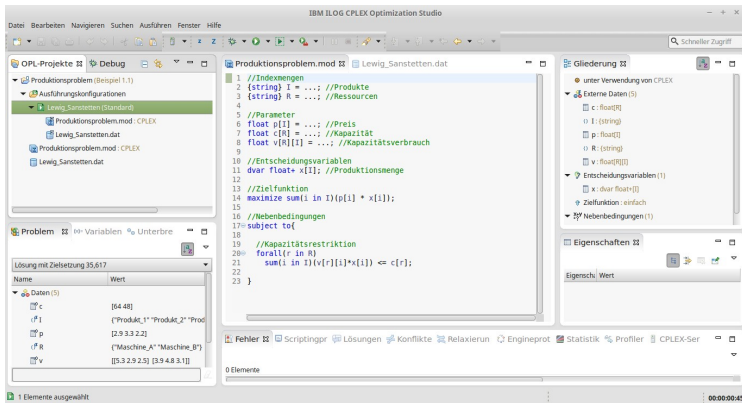 IBM ILOG CPLEX Optimization Studio
Datei Bearbeiten Navigieren Suchen Ausführen Fenster Hilfe
Schneller Zugriff
OPL-Projekte Debug
Produktionsproblem (Beispiel 1.1)
Ausführungskonfigurationen
Lewig_Sanstetten (Standard)
Produktionsproblem.mod : CPLEX
Lewig_Sanstetten.dat
Produktionsproblem.mod : CPLEX
Lewig_Sanstetten.dat
Problem Variablen Unterbre
Lösung mit Zielsetzung 35,617
Name Wert
Daten (5)
c [64 48]
I {"Produkt_1" "Produkt_2" "Prod
p [2.9 3.3 2.2]
R {"Maschine_A" "Maschine_B"}
v [[5.3 2.9 2.5] [3.9 4.8 3.1]]
Produktionsproblem.mod Lewig_Sanstetten.dat
1 //Indexmengen
2 {string} I = ...; //Produkte
3 {string} R = ...; //Ressourcen
4
5 //Parameter
6 float p[I] = ...; //Preis
7 float c[R] = ...; //Kapazität
8 float v[R][I] = ...; //Kapazitätsverbrauch
9
10 //Entscheidungsvariablen
11 dvar float+ x[I]; //Produktionsmenge
12
13 //Zielfunktion
14 maximize sum(i in I)(p[i] * x[i]);
15
16 //Nebenbedingungen
17 subject to{
18
19 //Kapazitätsrestriktion
20 forall(r in R)
21 sum(i in I)(v[r][i]*x[i]) <= c[r];
22
23 }
Gliederung
unter Verwendung von CPLEX
Externe Daten (5)
c : float[R]
I : {string}
p : float[I]
R : {string}
v : float[R][I]
Entscheidungsvariablen (1)
x : dvar float+[I]
Zielfunktion : einfach
Nebenbedingungen (1)
Eigenschaften
Eigensch Wert
Fehler Scriptingpr Lösungen Konflikte Relaxierun Engineprot Statistik Profiler CPLEX-Ser
0 Elemente
1 Elemente ausgewählt
00:00:00:45